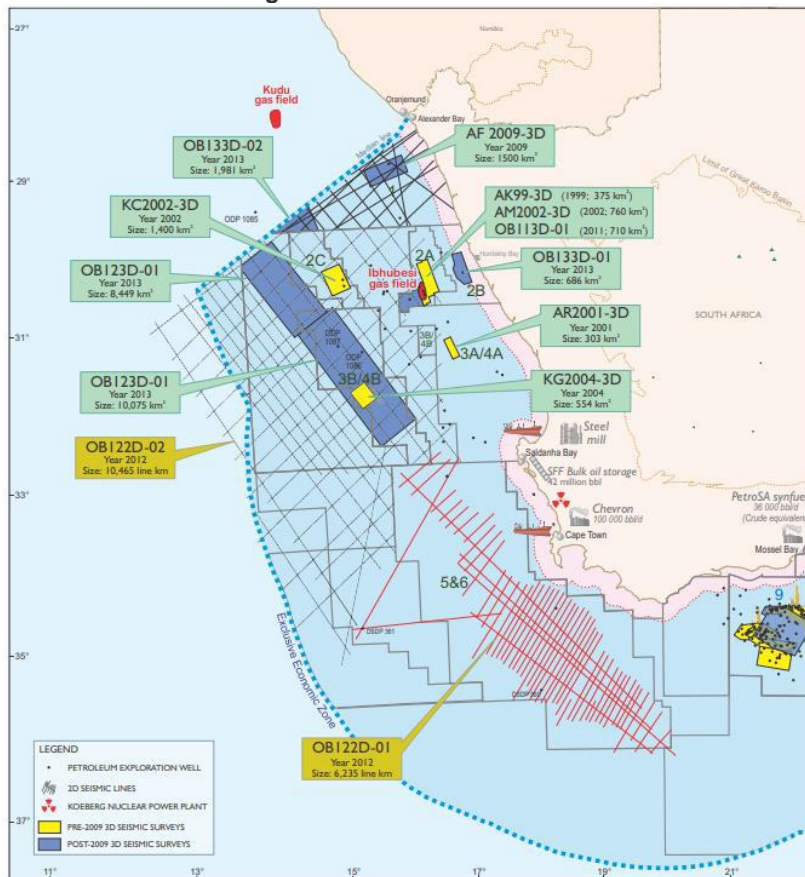 Namibia
37°
Kudu
gas field
Oranjemund
Alexander Bay
Median line
OB133D-02
Year 2013
Size: 1,981 km²
AF 2009-3D
Year 2009
Size: 1500 km²
Limit of Great Karoo Basin
29°
KC2002-3D
Year 2002
Size: 1,400 km²
ODP 1085
AK99-3D (1999; 375 km²)
AM2002-3D (2002; 760 km²)
OB113D-01 (2011; 710 km²)
2C
2A
Ibhubesi
gas field
Hondeklip Bay
2B
OB133D-01
Year 2013
Size: 686 km²
OB123D-01
Year 2013
Size: 8,449 km²
SOUTH AFRICA
31°
ODP
1087
3B/
4B
3A/4A
AR2001-3D
Year 2001
Size: 303 km²
ODP
1086
3B/4B
OB123D-01
Year 2013
Size: 10,075 km²
KG2004-3D
Year 2004
Size: 554 km²
OB122D-02
Year 2012
Size: 10,465 line km
Steel
mill
Saldanha Bay
SFF Bulk oil storage
42 million bbl
33°
Chevron
100 000 bbl/d
Cape Town
PetroSA synfue
36 000 bbl/d
(Crude equivalen
Mossel Bay
5&6
9
DSDP 361
35°
Exclusive Economic Zone
DSDP 360
OB122D-01
Year 2012
Size: 6,235 line km
LEGEND
PETROLEUM EXPLORATION WELL
2D SEISMIC LINES
KOEBERG NUCLEAR POWER PLANT
PRE-2009 3D SEISMIC SURVEYS
POST-2009 3D SEISMIC SURVEYS
37°
11°
13°
15°
17°
19°
21°